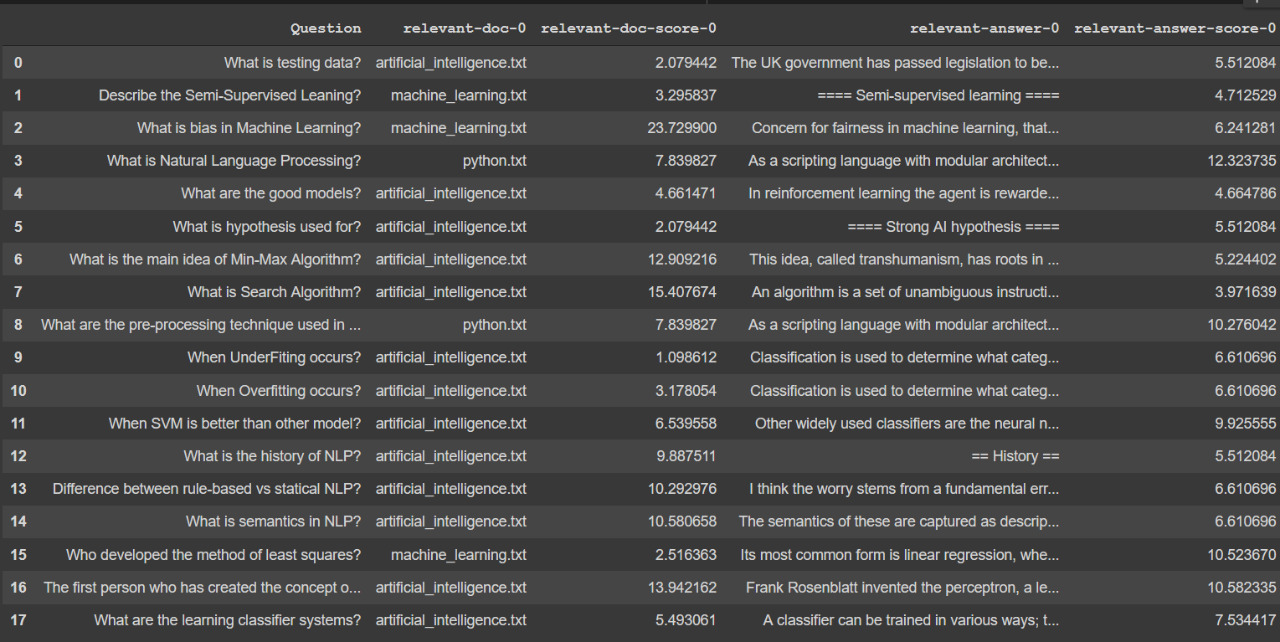 Question relevant-doc-0 relevant-doc-score-0 relevant-answer-0 relevant-answer-score-0
0 What is testing data? artificial_intelligence.txt 2.079442 The UK government has passed legislation to be... 5.512084
1 Describe the Semi-Supervised Leaning? machine_learning.txt 3.295837 ==== Semi-supervised learning ==== 4.712529
2 What is bias in Machine Learning? machine_learning.txt 23.729900 Concern for fairness in machine learning, that... 6.241281
3 What is Natural Language Processing? python.txt 7.839827 As a scripting language with modular architect... 12.323735
4 What are the good models? artificial_intelligence.txt 4.661471 In reinforcement learning the agent is rewarde... 4.664786
5 What is hypothesis used for? artificial_intelligence.txt 2.079442 ==== Strong AI hypothesis ==== 5.512084
6 What is the main idea of Min-Max Algorithm? artificial_intelligence.txt 12.909216 This idea, called transhumanism, has roots in ... 5.224402
7 What is Search Algorithm? artificial_intelligence.txt 15.407674 An algorithm is a set of unambiguous instructi... 3.971639
8 What are the pre-processing technique used in ... python.txt 7.839827 As a scripting language with modular architect... 10.276042
9 When UnderFiting occurs? artificial_intelligence.txt 1.098612 Classification is used to determine what categ... 6.610696
10 When Overfitting occurs? artificial_intelligence.txt 3.178054 Classification is used to determine what categ... 6.610696
11 When SVM is better than other model? artificial_intelligence.txt 6.539558 Other widely used classifiers are the neural n... 9.925555
12 What is the history of NLP? artificial_intelligence.txt 9.887511 == History == 5.512084
13 Difference between rule-based vs statical NLP? artificial_intelligence.txt 10.292976 I think the worry stems from a fundamental err... 6.610696
14 What is semantics in NLP? artificial_intelligence.txt 10.580658 The semantics of these are captured as descrip... 6.610696
15 Who developed the method of least squares? machine_learning.txt 2.516363 Its most common form is linear regression, whe... 10.523670
16 The first person who has created the concept o... artificial_intelligence.txt 13.942162 Frank Rosenblatt invented the perceptron, a le... 10.582335
17 What are the learning classifier systems? artificial_intelligence.txt 5.493061 A classifier can be trained in various ways; t... 7.534417